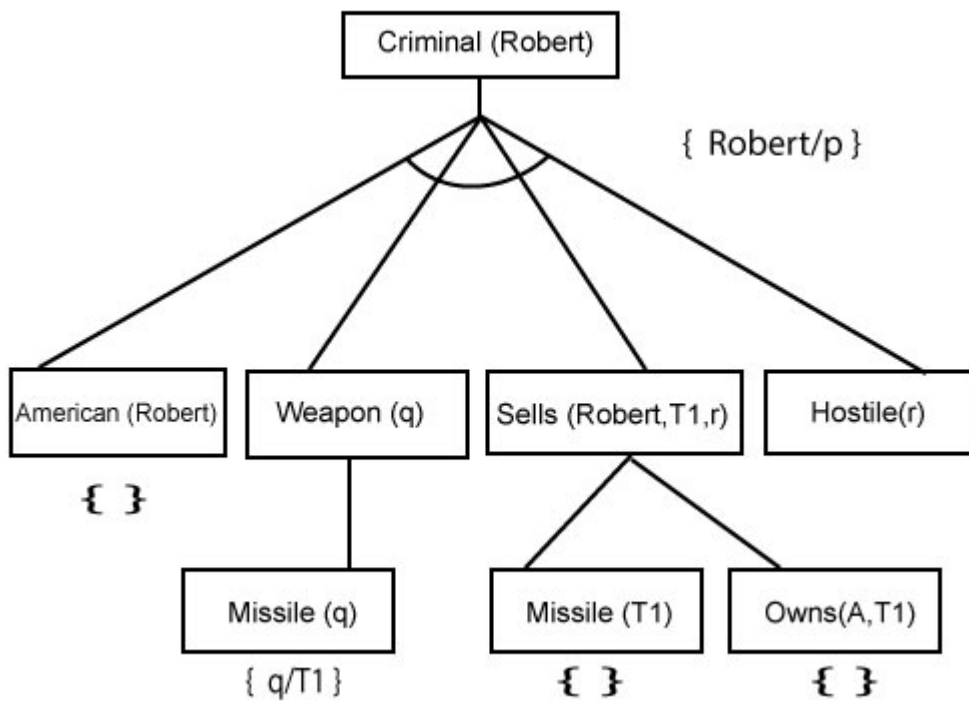 Criminal (Robert)
{ Robert/p }
American (Robert)
Weapon (q)
Sells (Robert,T1,r)
Hostile(r)
{ }
Missile (q)
Missile (T1)
Owns(A,T1)
{ q/T1 }
{ }
{ }